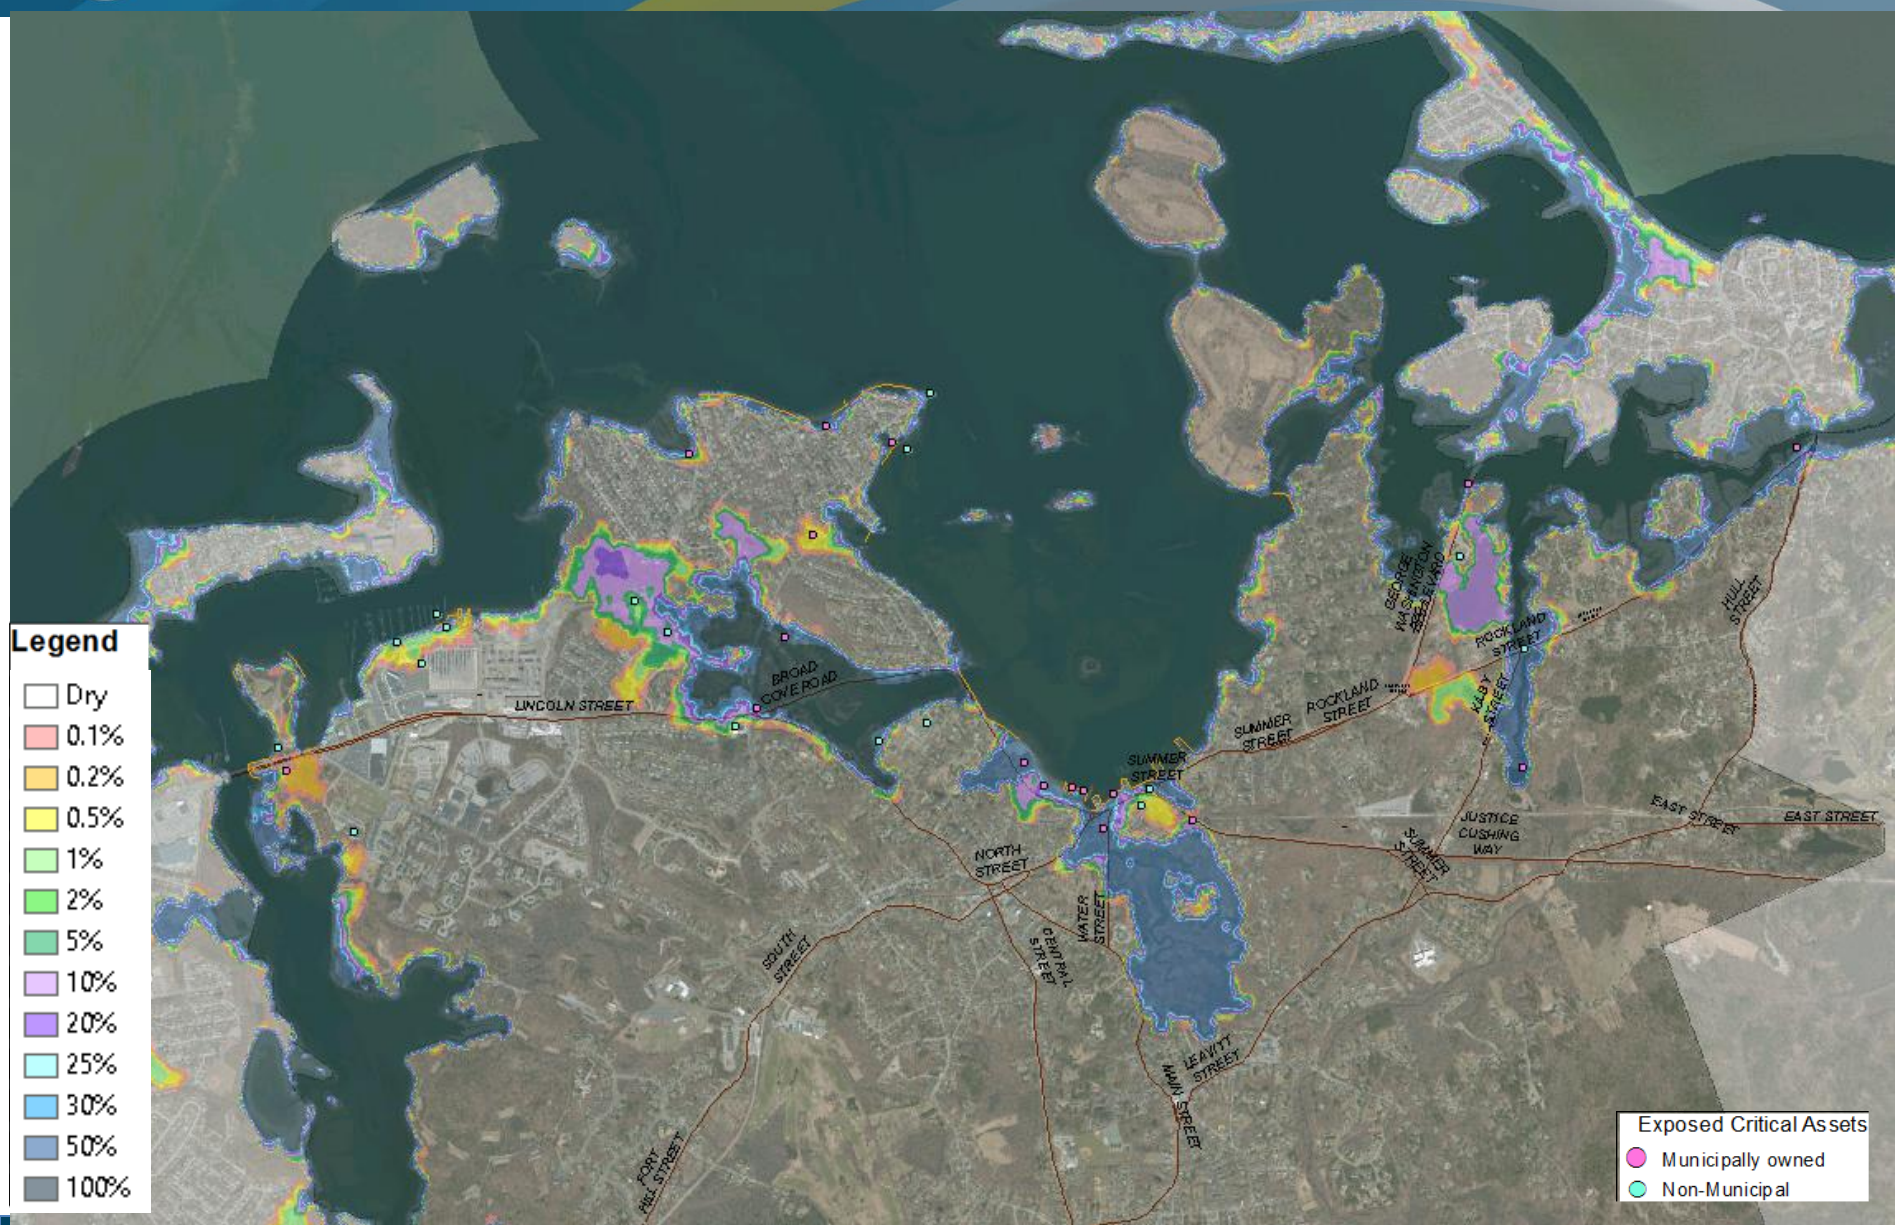 GEORGE
WASHINGTON
BOULEVARD
HULL
STREET
ROCKLAND
STREET
BROAD
COVE ROAD
LINCOLN STREET
KILBY
STREET
ROCKLAND
STREET
SUMMER
STREET
SUMMER
STREET
EAST STREET
EAST STREET
JUSTICE
CUSHING
WAY
SUMMER
STREET
NORTH
STREET
WATER
STREET
SOUTH
STREET
CENTRAL
STREET
LEAVITT
STREET
MAIN STREET
FORT
HILL STREET
Legend
Dry
0.1%
0.2%
0.5%
1%
2%
5%
10%
20%
25%
30%
50%
100%
Exposed Critical Assets
Municipally owned
Non-Municipal